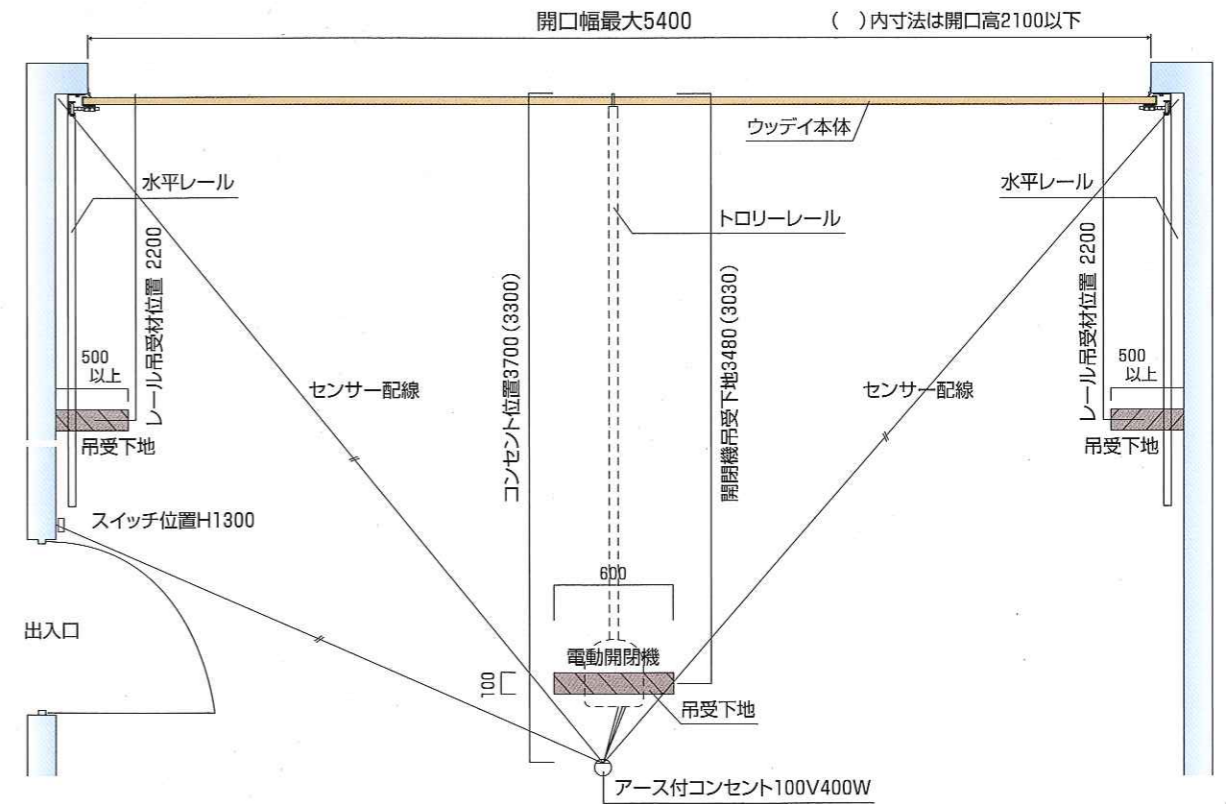 開口幅最大5400
( )内寸法は開口高2100以下
ウッデイ本体
水平レール
水平レール
トロリーレール
レール吊受材位置 2200
コンセント位置3700(3300)
開閉機吊受下地3480(3030)
レール吊受材位置 2200
500
以上
500
以上
センサー配線
センサー配線
吊受下地
吊受下地
スイッチ位置H1300
600
出入口
電動開閉機
100
吊受下地
アース付コンセント100V400W